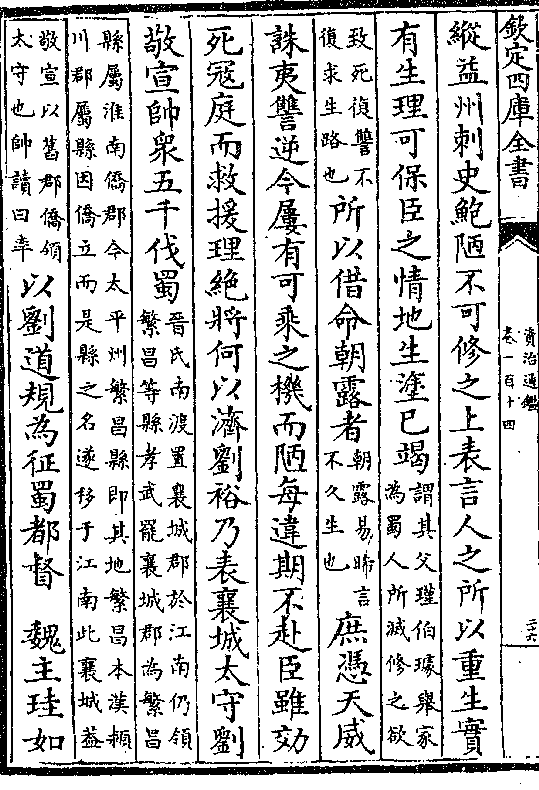 欽定四庫全書
資治通鑑
卷一百十四
二六
縱益州刺史鮑陋不可修之上表言人之所以重生實
有生理可保臣之情地生塗已竭謂其父瑾伯璩舉家
為蜀人所滅修之欲
致死復讐不
復求生路也所以借命朝露者朝露易晞言
不久生也庶憑天威
誅夷讐逆今屢有可乘之機而陋每違期不赴臣雖効
死寇庭而救援理絶將何以濟劉裕乃表襄城太守劉
敬宣帥衆五千伐蜀晉氏南渡置襄城郡於江南仍領
繁昌等縣孝武罷襄城郡為繁昌
縣屬淮南僑郡今太平州繁昌縣即其地繁昌本漢潁
川郡屬縣因僑立而是縣之名遂移于江南此襄城葢
敬宣以舊郡僑領
太守也帥讀曰率以劉道規為征蜀都督 魏主珪如